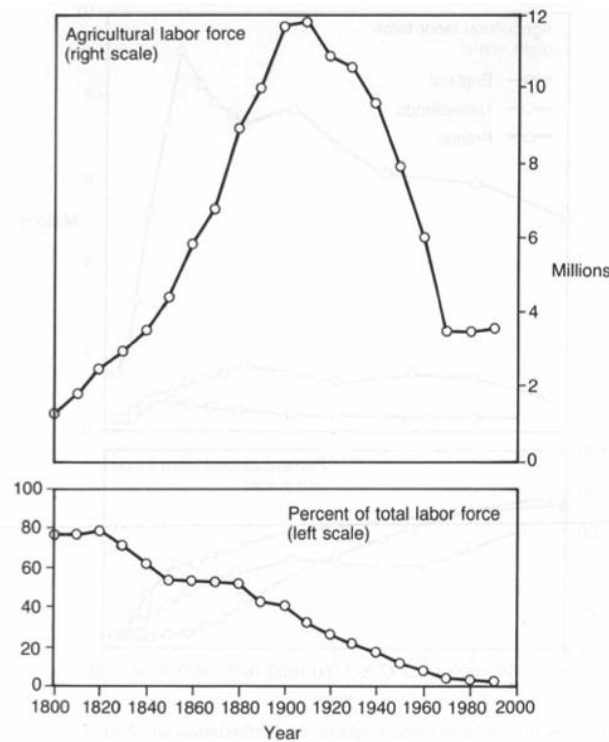 Agricultural labor force
(right scale)
12
10
8
6
Millions
4
2
0
100
80
60
40
20
0
Percent of total labor force
(left scale)
1800 1820 1840 1860 1880 1900 1920 1940 1960 1980 2000
Year